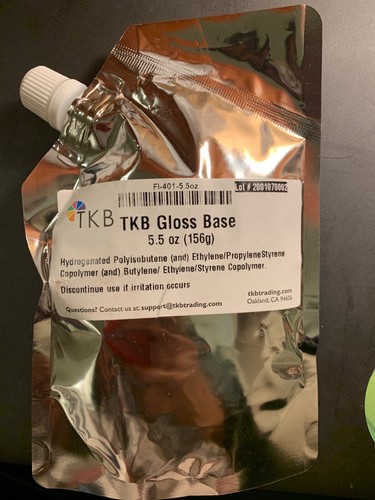 FI-401-5.5oz
Lot # 2001070002
TKB
TKB Gloss Base
5.5 oz (156g)
Hydrogenated Polyisobutene (and) Ethylene/PropyleneStyrene
Copolymer (and) Butylene/ Ethylene/Styrene Copolymer.
Discontinue use if irritation occurs
tkbtrading.com
Questions? Contact us at: support@tkbtrading.com
Oakland, CA 94606